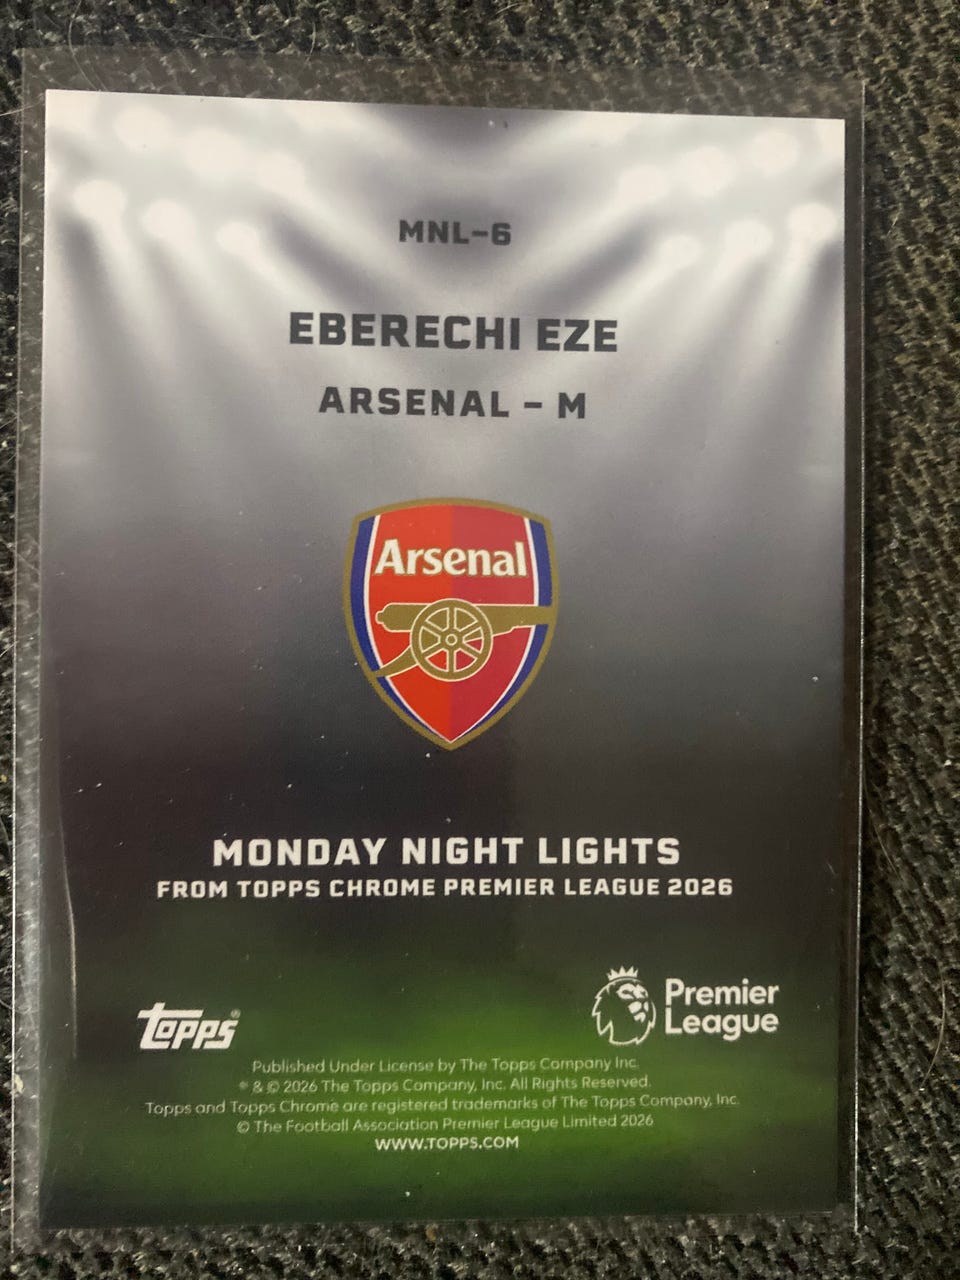 MNL-6
EBERECHI EZE
ARSENAL - M
Arsenal
MONDAY NIGHT LIGHTS
FROM TOPPS CHROME PREMIER LEAGUE 2026
topps®
Premier
League
Published Under License by The Topps Company Inc.
® & © 2026 The Topps Company, Inc. All Rights Reserved.
Topps and Topps Chrome are registered trademarks of The Topps Company, Inc.
© The Football Association Premier League Limited 2026
WWW.TOPPS.COM